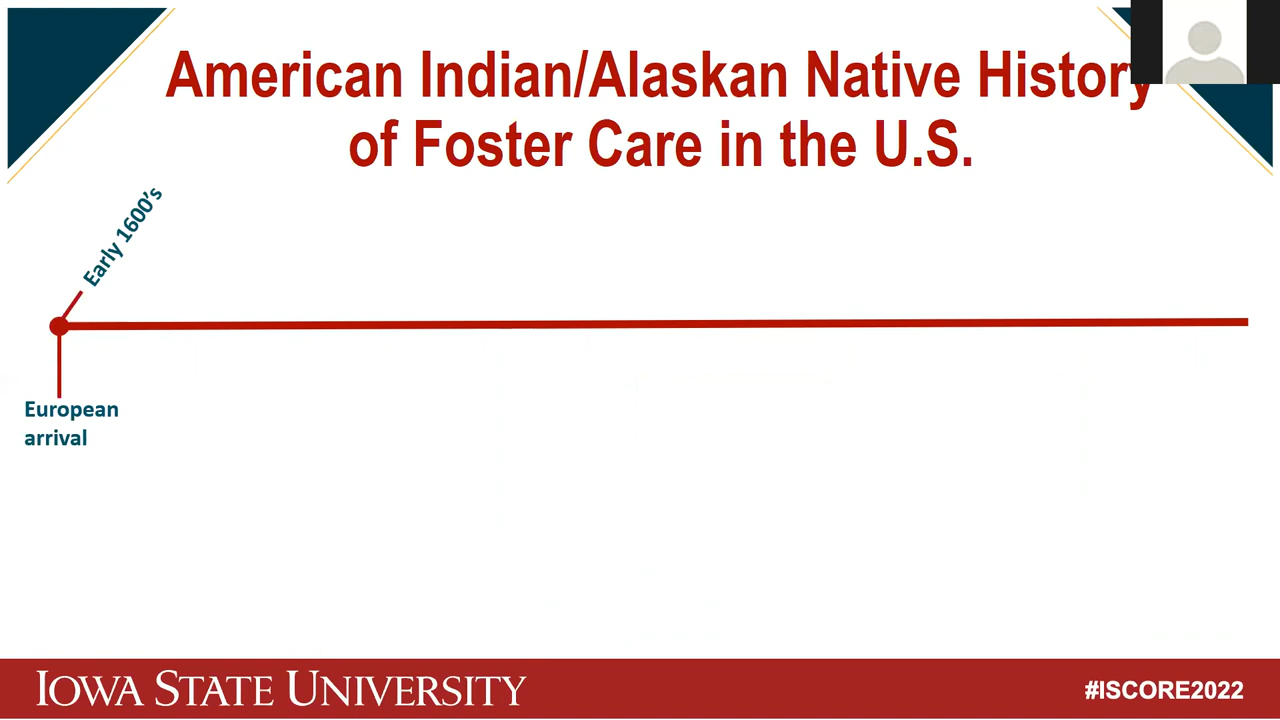 American Indian/Alaskan Native History
of Foster Care in the U.S.
Early 1600's
European
arrival
IOWA STATE UNIVERSITY
#ISCORE2022